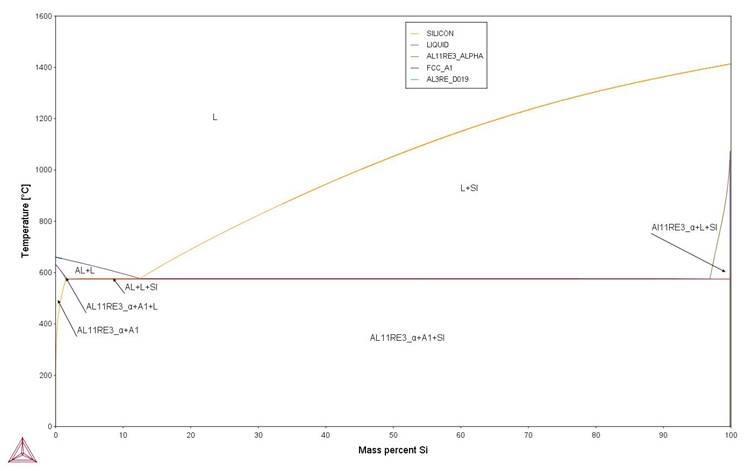 1600
1400
1200
1000
800
600
400
200
0
Temperature [°C]
SILICON
LIQUID
AL11RE3_ALPHA
FCC_A1
AL3RE_D019
L
L+SI
Al11RE3_α+L+SI
AL+L
AL+L+SI
AL11RE3_α+A1+L
AL11RE3_α+A1
AL11RE3_α+A1+SI
0 10 20 30 40 50 60 70 80 90 100
Mass percent Si